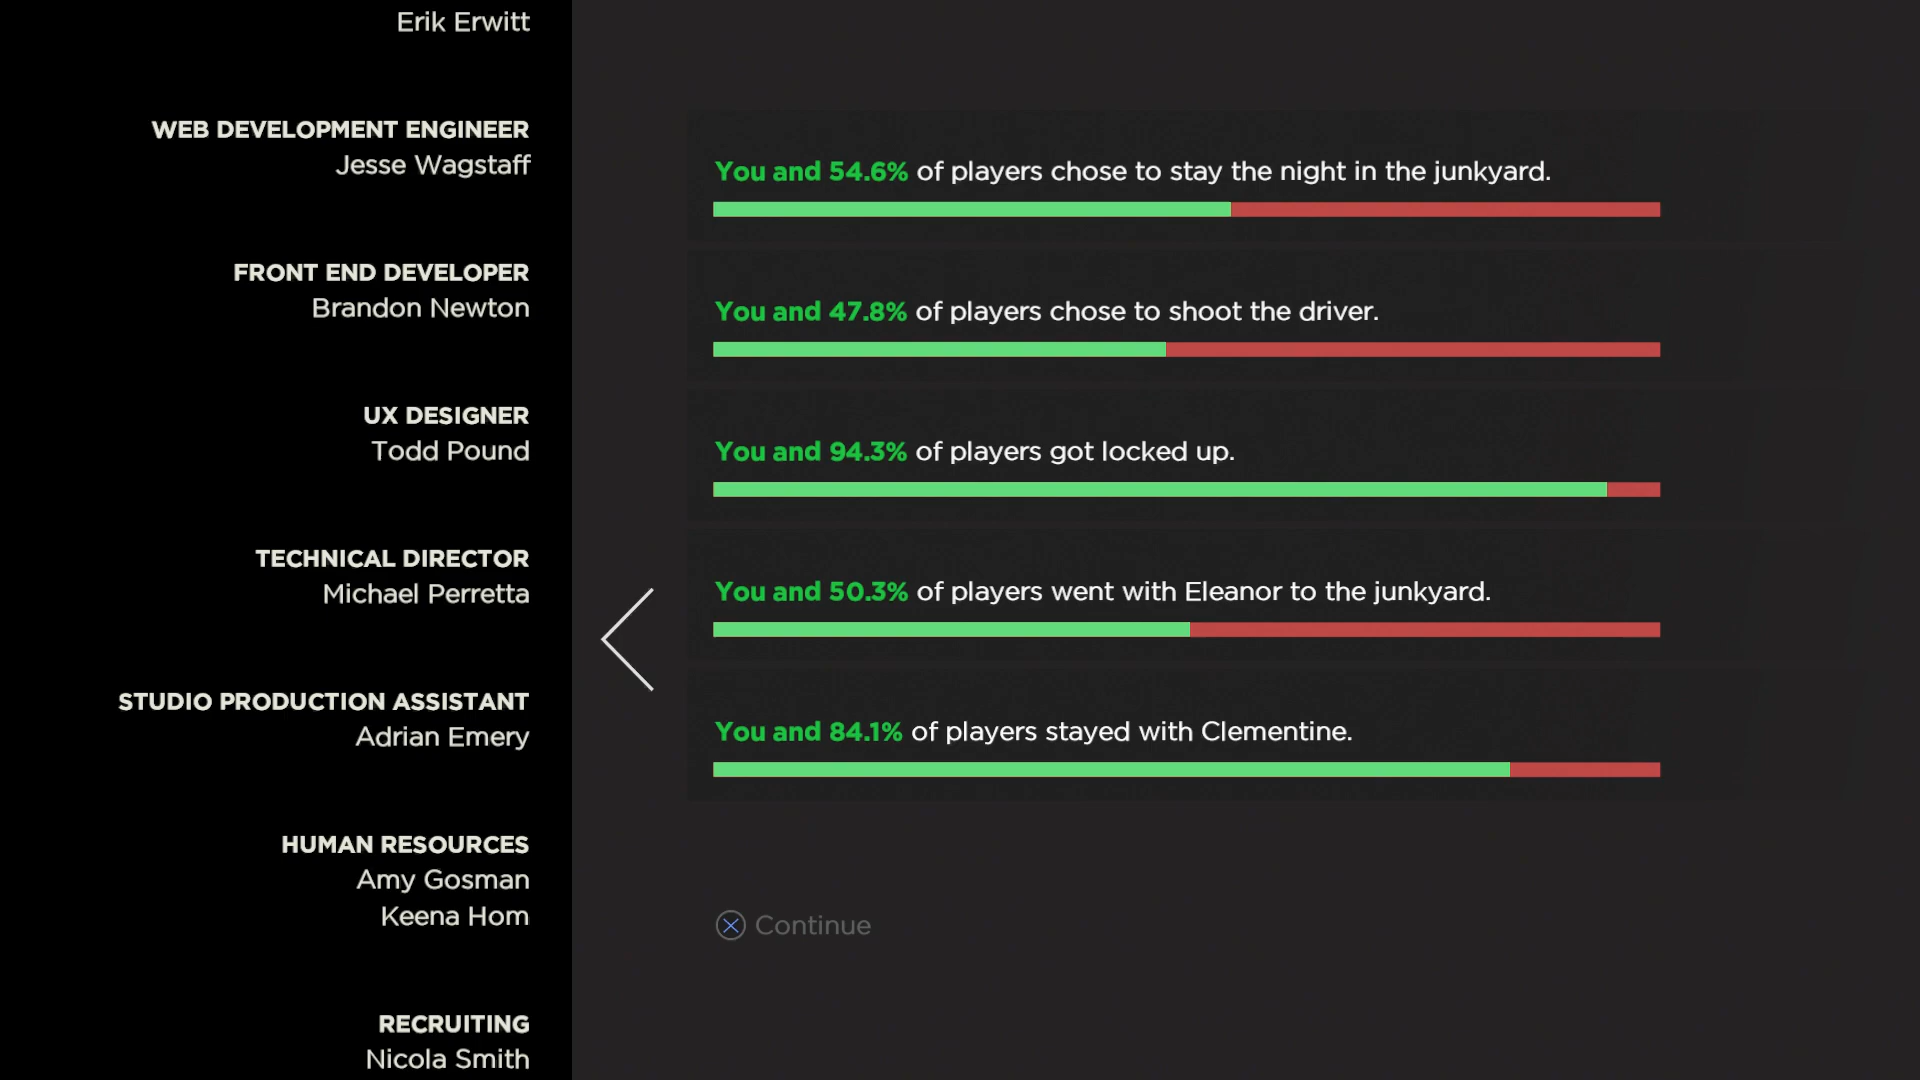 Erik Erwitt
WEB DEVELOPMENT ENGINEER
Jesse Wagstaff
FRONT END DEVELOPER
Brandon Newton
UX DESIGNER
Todd Pound
TECHNICAL DIRECTOR
Michael Perretta
STUDIO PRODUCTION ASSISTANT
Adrian Emery
HUMAN RESOURCES
Amy Gosman
Keena Hom
RECRUITING
Nicola Smith
You and 54.6% of players chose to stay the night in the junkyard.
You and 47.8% of players chose to shoot the driver.
You and 94.3% of players got locked up.
You and 50.3% of players went with Eleanor to the junkyard.
You and 84.1% of players stayed with Clementine.
Continue